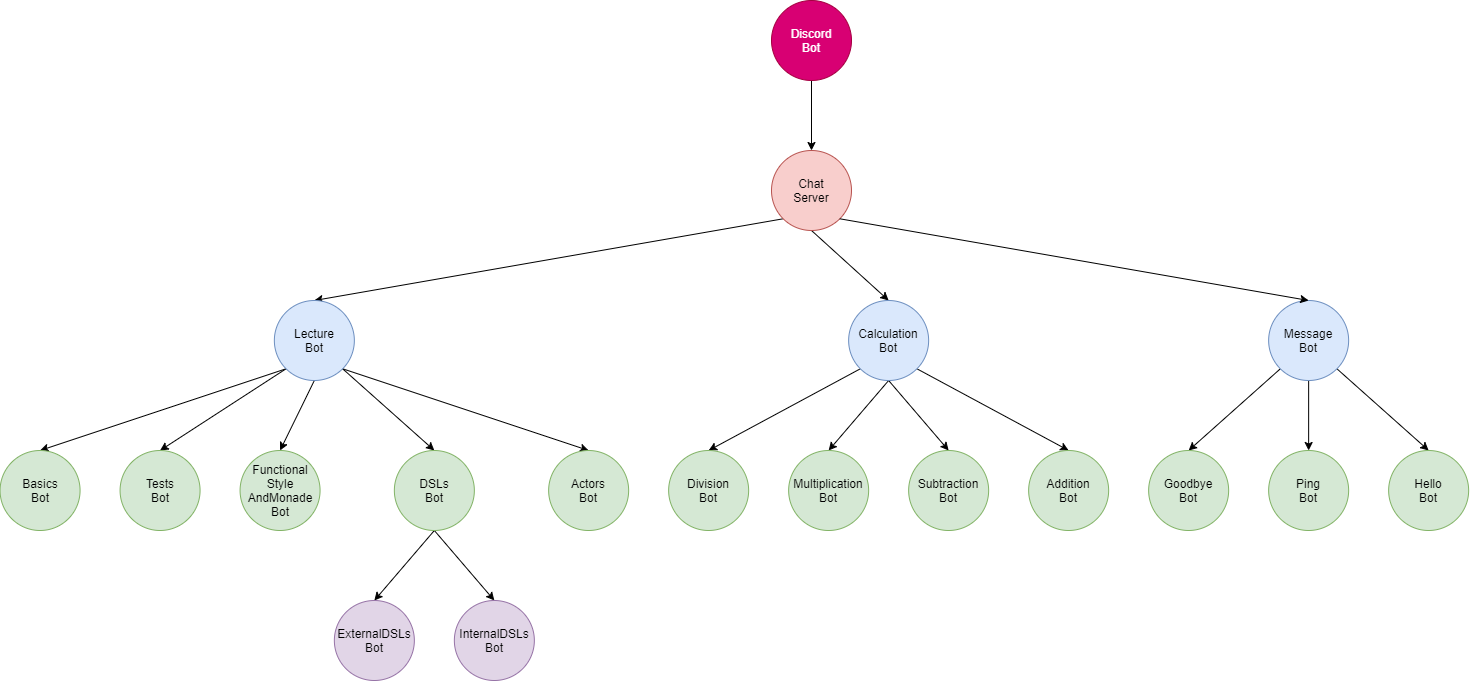 Discord
Bot
Chat
Server
Lecture
Bot
Calculation
Bot
Message
Bot
Basics
Bot
Tests
Bot
Functional
Style
AndMonade
Bot
DSLs
Bot
Actors
Bot
Division
Bot
Multiplication
Bot
Subtraction
Bot
Addition
Bot
Goodbye
Bot
Ping
Bot
Hello
Bot
ExternalDSLs
Bot
InternalDSLs
Bot